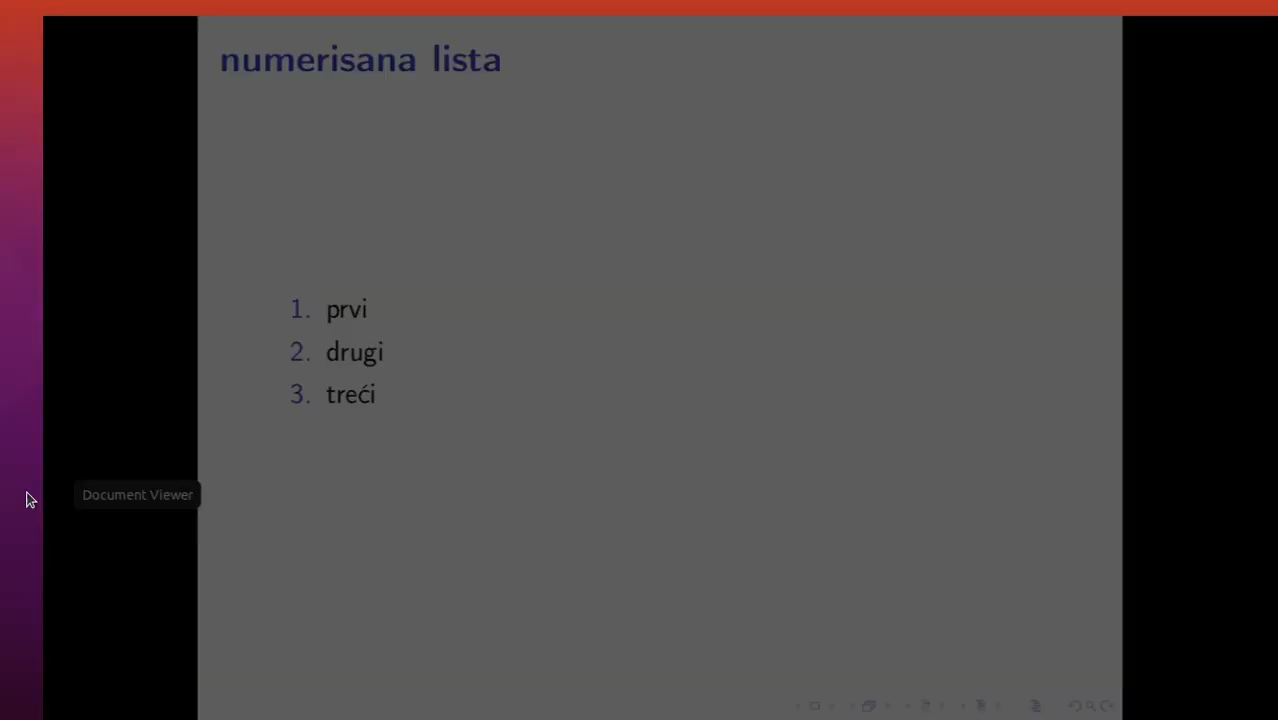 numerisana lista
1. prvi
2. drugi
3. treći
Document Viewer